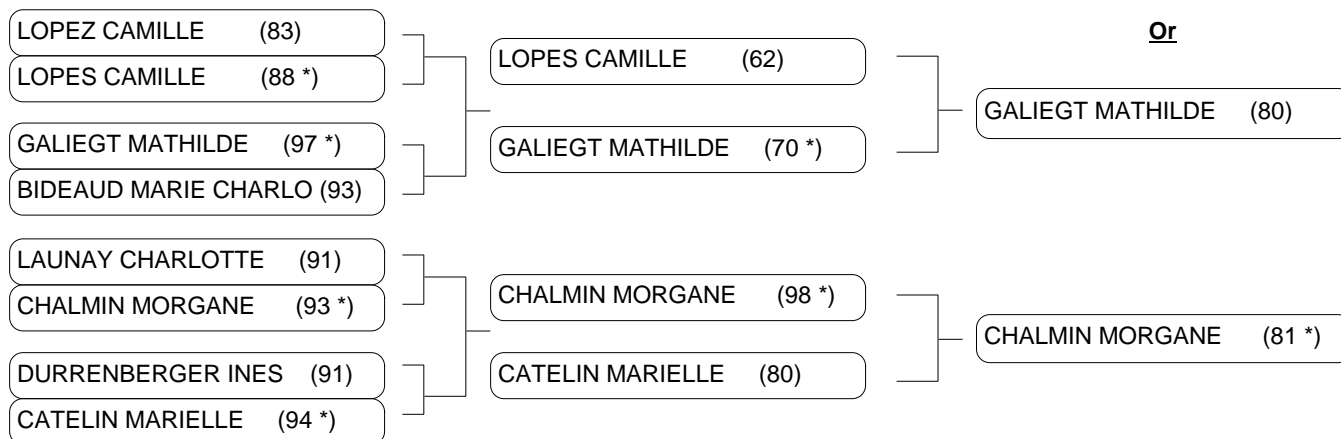 LOPEZ CAMILLE (83)
LOPES CAMILLE (88 *)
GALIEGT MATHILDE (97 *)
BIDEAUD MARIE CHARLO (93)
LAUNAY CHARLOTTE (91)
CHALMIN MORGANE (93 *)
DURRENBERGER INES (91)
CATELIN MARIELLE (94 *)
LOPES CAMILLE (62)
GALIEGT MATHILDE (70 *)
CHALMIN MORGANE (98 *)
CATELIN MARIELLE (80)
Or
GALIEGT MATHILDE (80)
CHALMIN MORGANE (81 *)